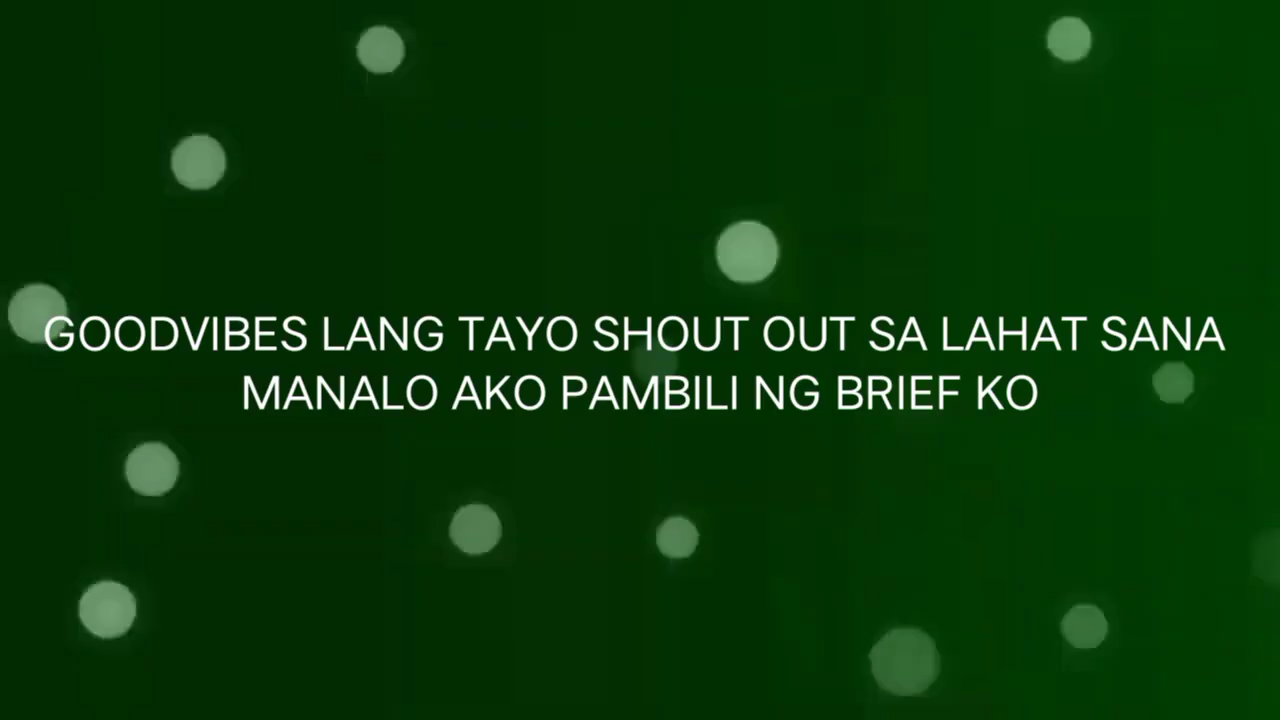 GOODVIBES LANG TAYO SHOUT OUT SA LAHAT SANA
MANALO AKO PAMBILI NG BRIEF KO